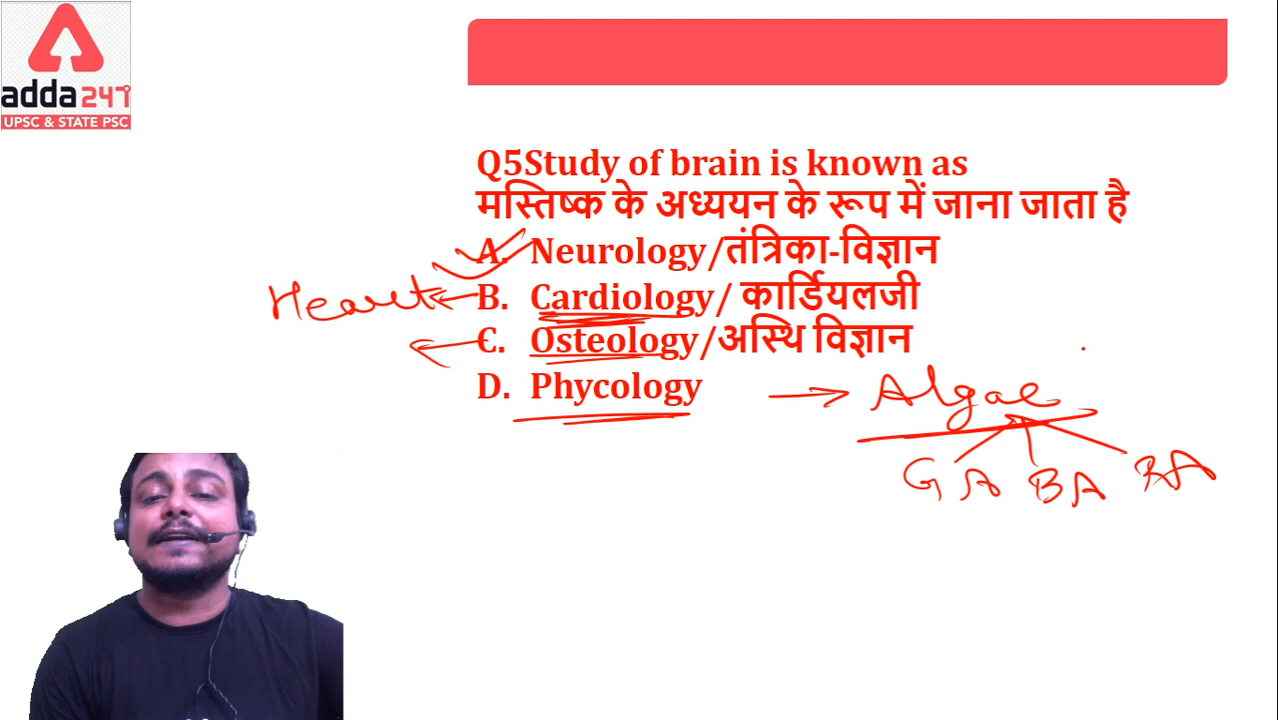 adda247
UPSC & STATE PSC
Q5Study of brain is known as
मस्तिष्क के अध्ययन के रूप में जाना जाता है
A. Neurology/तंत्रिका-विज्ञान
Heart B. Cardiology/ कार्डियलजी
C. Osteology/अस्थि विज्ञान
D. Phycology Algae
GA BA RA